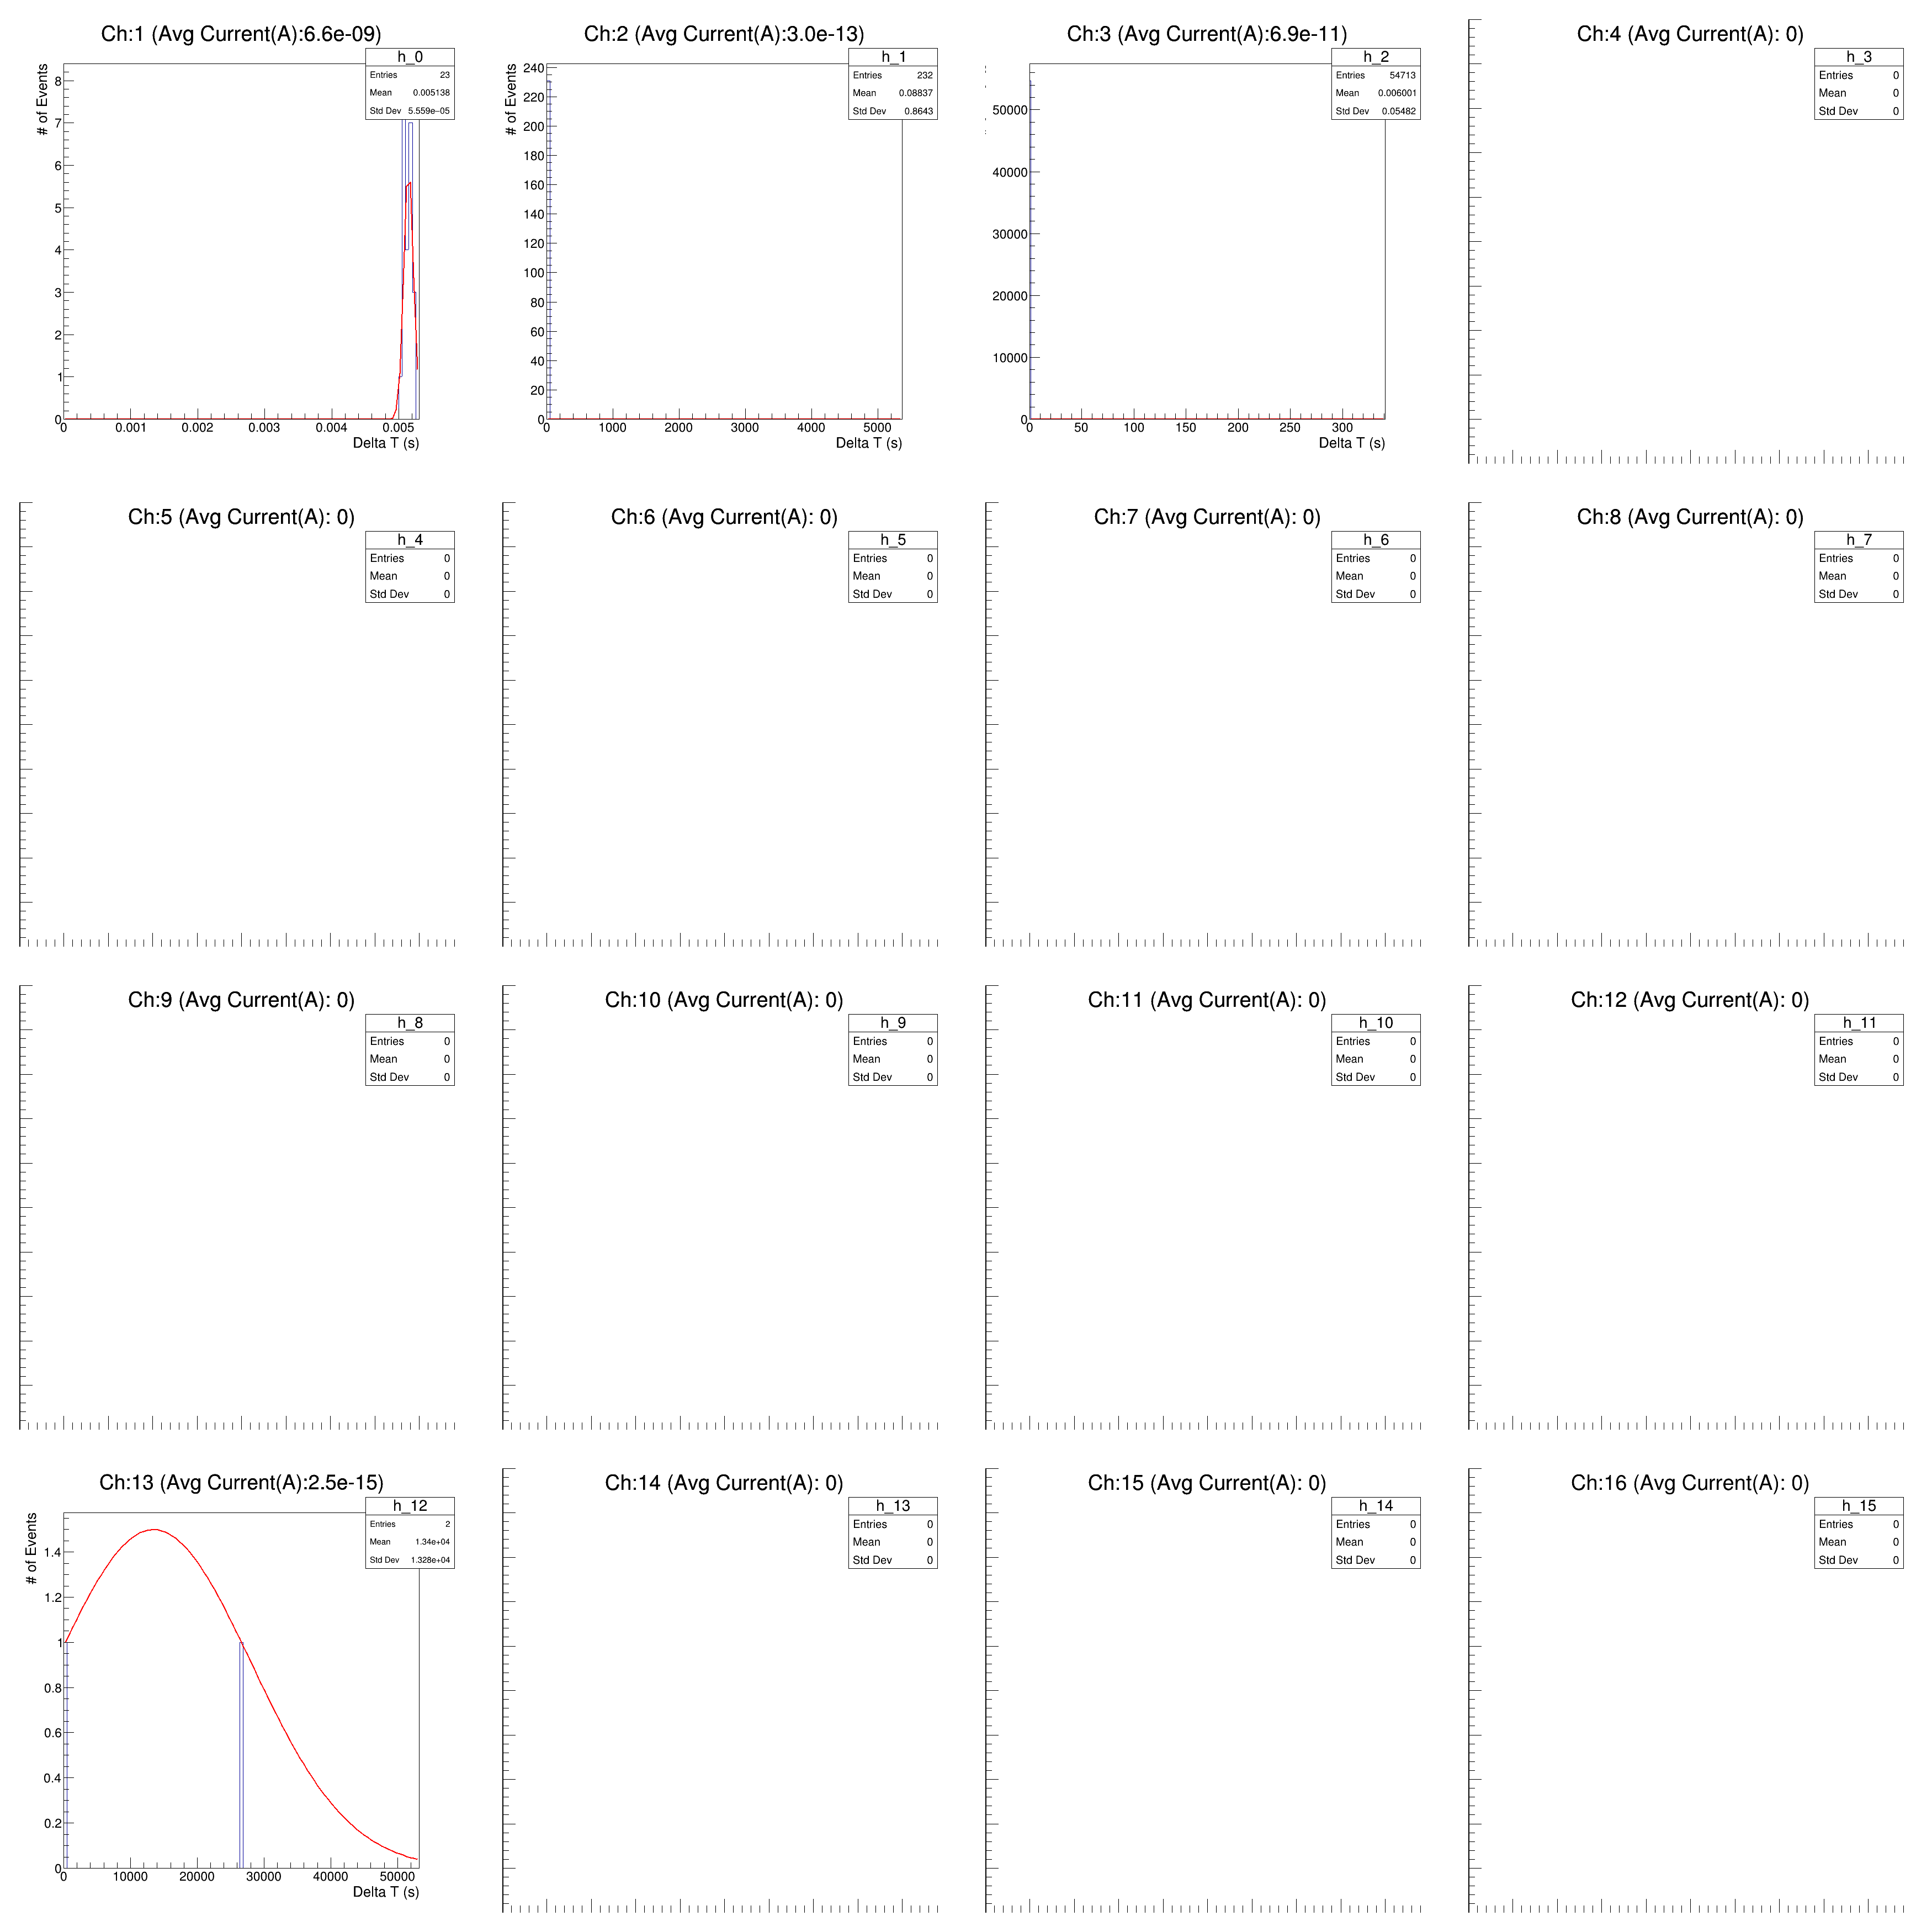 Ch:1 (Avg Current(A):6.6e-09)
h_0
Entries 23
Mean 0.005138
Std Dev 5.559e-05
# of Events
8
7
6
5
4
3
2
1
0
0 0.001 0.002 0.003 0.004 0.005
Delta T (s)
Ch:2 (Avg Current(A):3.0e-13)
h_1
Entries 232
Mean 0.08837
Std Dev 0.8643
# of Events
240
220
200
180
160
140
120
100
80
60
40
20
0
0 1000 2000 3000 4000 5000
Delta T (s)
Ch:3 (Avg Current(A):6.9e-11)
h_2
Entries 54713
Mean 0.006001
Std Dev 0.05482
50000
40000
30000
20000
10000
0
0 50 100 150 200 250 300
Delta T (s)
Ch:4 (Avg Current(A): 0)
h_3
Entries 0
Mean 0
Std Dev 0
Ch:5 (Avg Current(A): 0)
h_4
Entries 0
Mean 0
Std Dev 0
Ch:6 (Avg Current(A): 0)
h_5
Entries 0
Mean 0
Std Dev 0
Ch:7 (Avg Current(A): 0)
h_6
Entries 0
Mean 0
Std Dev 0
Ch:8 (Avg Current(A): 0)
h_7
Entries 0
Mean 0
Std Dev 0
Ch:9 (Avg Current(A): 0)
h_8
Entries 0
Mean 0
Std Dev 0
Ch:10 (Avg Current(A): 0)
h_9
Entries 0
Mean 0
Std Dev 0
Ch:11 (Avg Current(A): 0)
h_10
Entries 0
Mean 0
Std Dev 0
Ch:12 (Avg Current(A): 0)
h_11
Entries 0
Mean 0
Std Dev 0
Ch:13 (Avg Current(A):2.5e-15)
h_12
Entries 2
Mean 1.34e+04
Std Dev 1.328e+04
# of Events
1.4
1.2
1
0.8
0.6
0.4
0.2
0
0 10000 20000 30000 40000 50000
Delta T (s)
Ch:14 (Avg Current(A): 0)
h_13
Entries 0
Mean 0
Std Dev 0
Ch:15 (Avg Current(A): 0)
h_14
Entries 0
Mean 0
Std Dev 0
Ch:16 (Avg Current(A): 0)
h_15
Entries 0
Mean 0
Std Dev 0